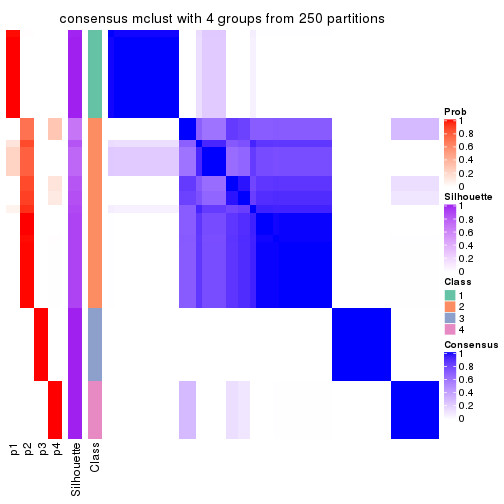 consensus mclust with 4 groups from 250 partitions
Prob
1
0.8
0.6
0.4
0.2
0
Silhouette
1
0.8
0.6
0.4
0.2
0
Class
1
2
3
4
Consensus
1
0.8
0.6
0.4
0.2
0
p1
p2
p3
p4
Silhouette
Class